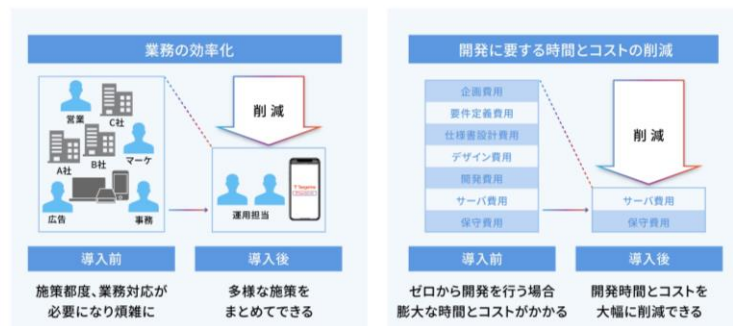 業務の効率化
営業
C社
A社
B社
マーケ
広告
事務
削減
運用担当
導入前
導入後
施策都度、業務対応が
必要になり煩雑に
多様な施策を
まとめてできる
開発に要する時間とコストの削減
企画費用
要件定義費用
仕様書設計費用
デザイン費用
開発費用
サーバ費用
保守費用
削減
サーバ費用
保守費用
導入前
導入後
ゼロから開発を行う場合
膨大な時間とコストがかかる
開発時間とコストを
大幅に削減できる